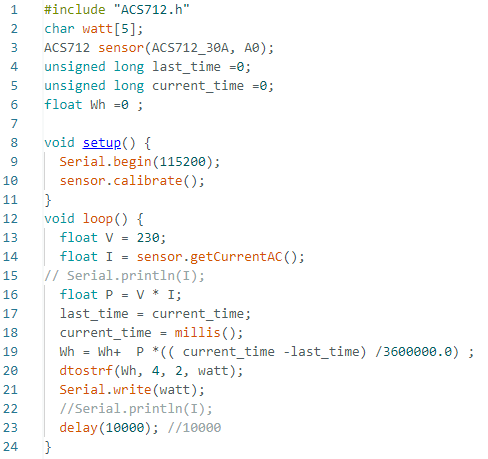 1 #include "ACS712.h"
2 char watt[5];
3 ACS712 sensor(ACS712_30A, A0);
4 unsigned long last_time =0;
5 unsigned long current_time =0;
6 float Wh =0 ;
7
8 void setup() {
9   Serial.begin(115200);
10   sensor.calibrate();
11 }
12 void loop() {
13   float V = 230;
14   float I = sensor.getCurrentAC();
15 // Serial.println(I);
16   float P = V * I;
17   last_time = current_time;
18   current_time = millis();
19   Wh = Wh+  P *(( current_time -last_time) /3600000.0) ;
20   dtostrf(Wh, 4, 2, watt);
21   Serial.write(watt);
22   //Serial.println(I);
23   delay(10000); //10000
24 }